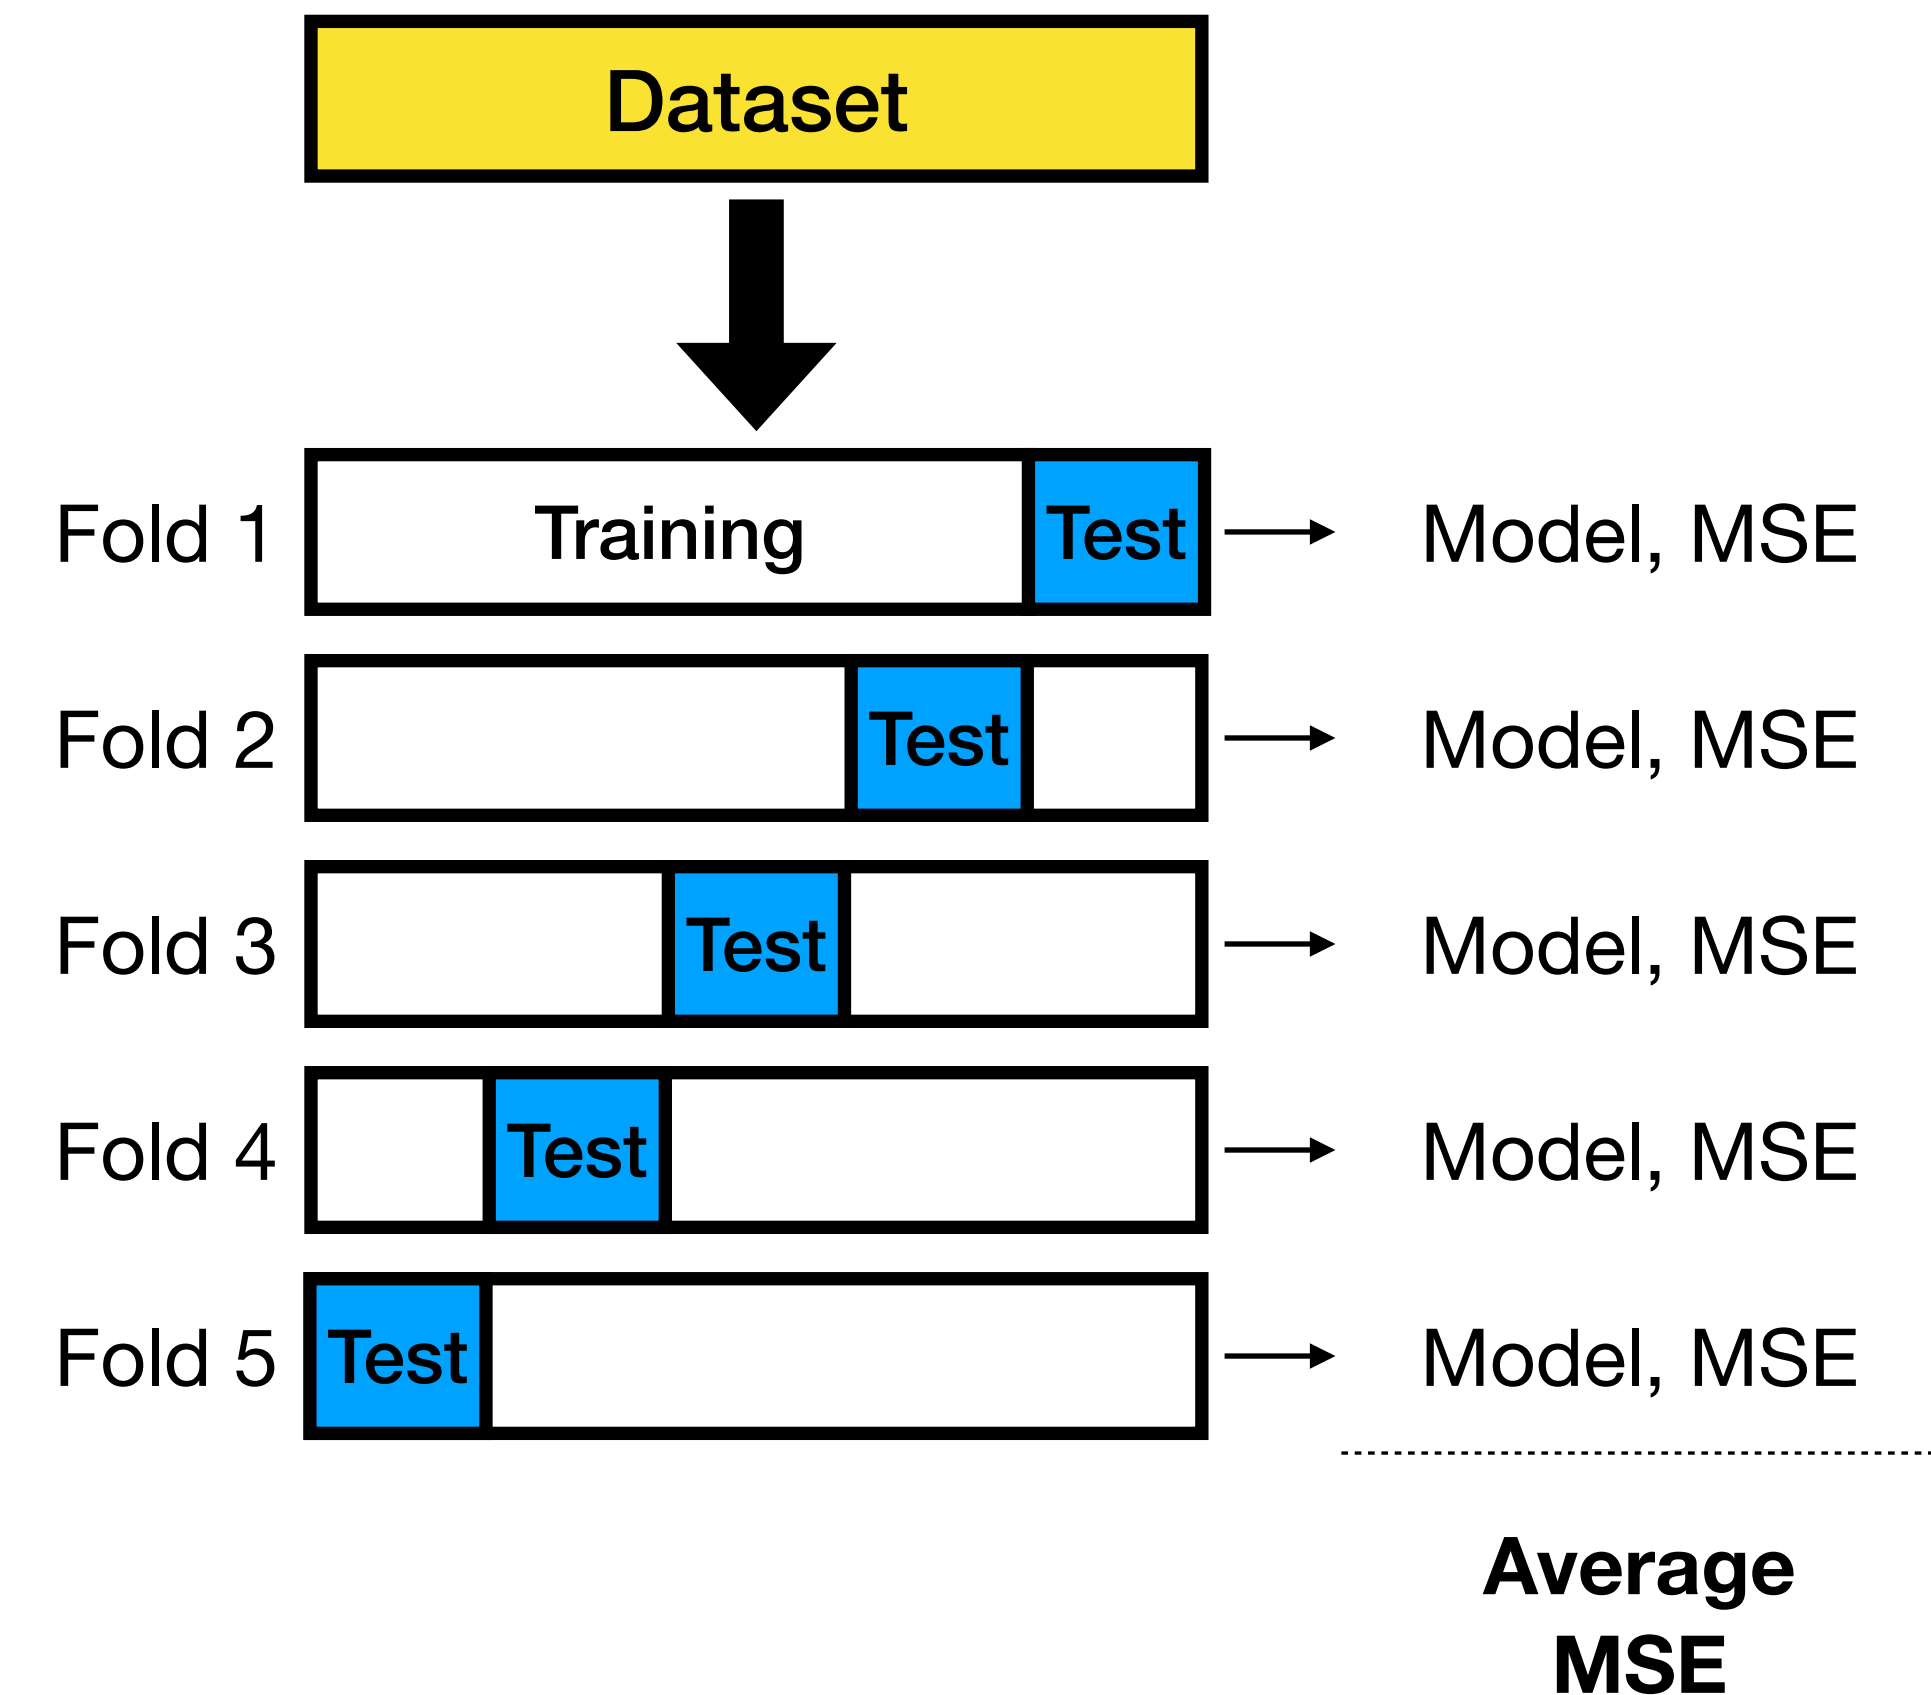 Dataset
Fold 1 Training Test Model, MSE
Fold 2 Test Model, MSE
Fold 3 Test Model, MSE
Fold 4 Test Model, MSE
Fold 5 Test Model, MSE
Average
MSE